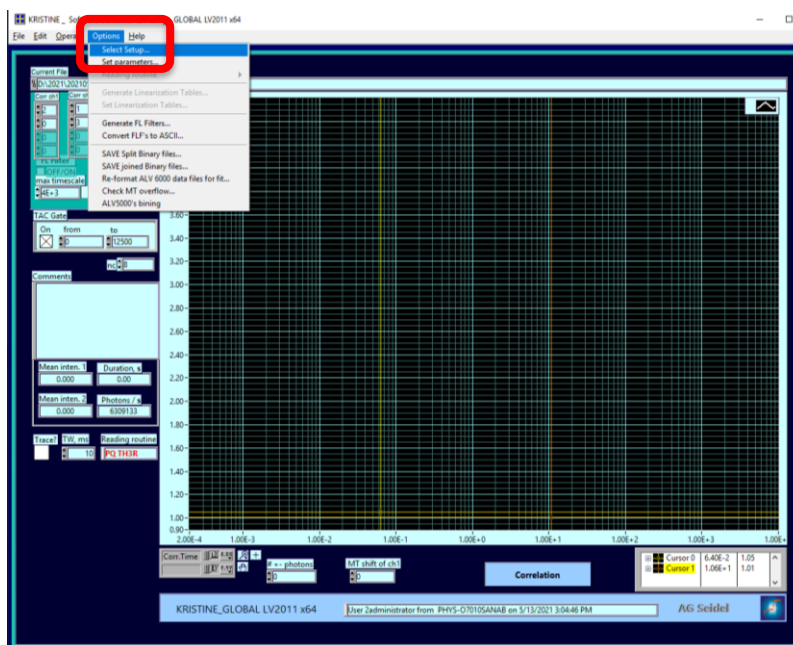 KRISTINE_ GLOBAL LV2011 x64
File Edit Options Help
Select Setup...
Set parameters...
Reading routine
Generate Linearization Tables...
Set Linearization Tables...
Generate FL Filters...
Convert FLF's to ASCII...
SAVE Split Binary files...
SAVE joined Binary files...
Re-format ALV 6000 data files for fit...
Check MT overflow...
ALV5000's bining
Current File
Corr ch1
2 1
0 3
OFF/ON
max timescale
4E+3
TAC Gate
On from to
0 12500
nc 8
Comments
Mean inten. 1 Duration, s
0.000 0.00
Mean inten. 2 Photons / s
0.000 6309133
Trace? TW, ms Reading routine
10 PQ TH3R
3.60
3.40
3.20
3.00
2.80
2.60
2.40
2.20
2.00
1.80
1.60
1.40
1.20
1.00
0.90
2.00E-4 1.00E-3 1.00E-2 1.00E-1 1.00E+0 1.00E+1 1.00E+2 1.00E+3 1.00E+
Corr.Time
# +- photons
0
MT shift of ch1
0
Correlation
Cursor 0 6.40E-2 1.05
Cursor 1 1.06E+1 1.01
KRISTINE_GLOBAL LV2011 x64
User 2administrator from PHYS-O7010SANAB on 5/13/2021 3:04:46 PM
AG Seidel